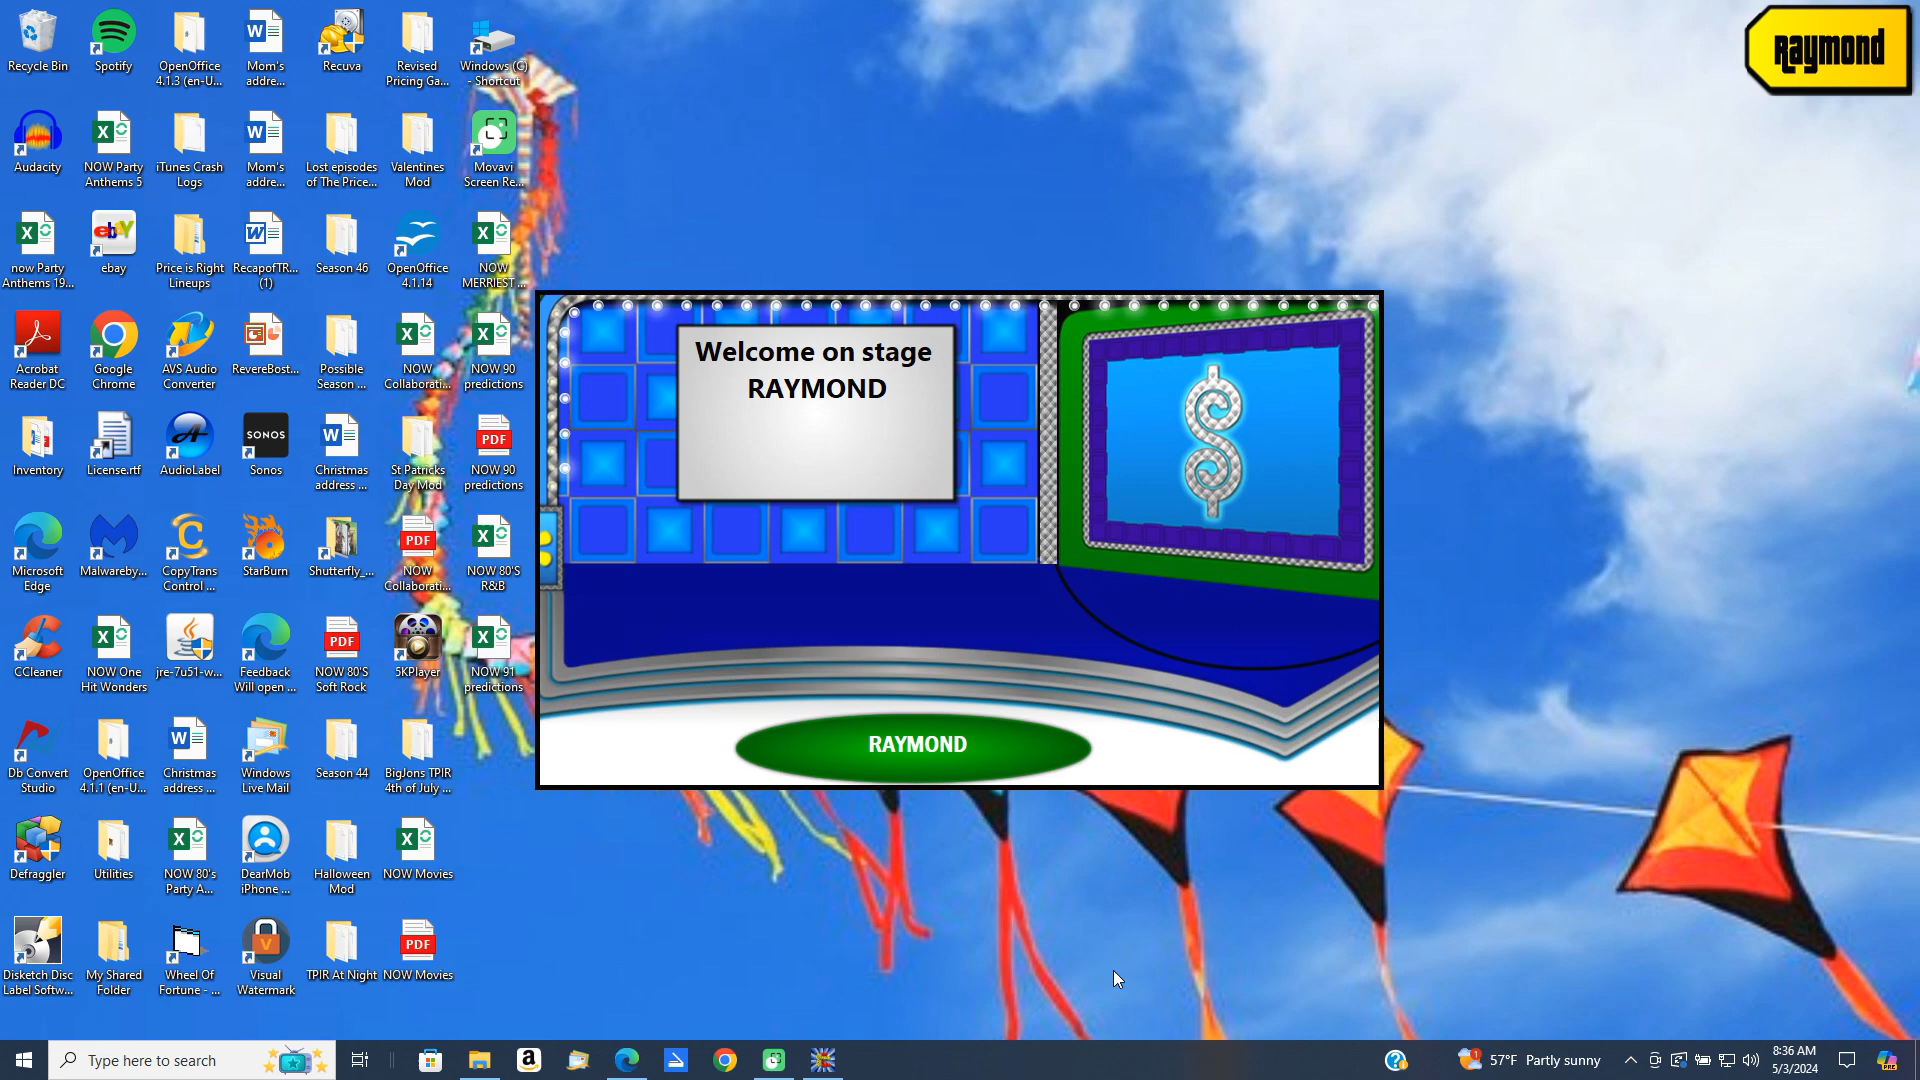 Recycle Bin
Spotify
OpenOffice
4.1.3 (en-U...
Mom's
addre...
Recuva
Revised
Pricing Ga...
Windows (C)
- Shortcut
Raymond
Audacity
NOW Party
Anthems 5
iTunes Crash
Logs
Mom's
addre...
Lost episodes
of The Price...
Valentines
Mod
Movavi
Screen Re...
now Party
Anthems 19...
ebay
Price is Right
Lineups
RecapofTR...
(1)
Season 46
OpenOffice
4.1.14
NOW
MERRIEST ...
Acrobat
Reader DC
Google
Chrome
AVS Audio
Converter
RevereBost...
Possible
Season ...
NOW
Collaborati...
NOW 90
predictions
Inventory
License.rtf
AudioLabel
SONOS
Sonos
Christmas
address ...
St Patricks
Day Mod
PDF
NOW 90
predictions
Microsoft
Edge
Malwareby...
CopyTrans
Control ...
StarBurn
Shutterfly_...
PDF
NOW
Collaborati...
NOW 80'S
R&B
CCleaner
NOW One
Hit Wonders
jre-7u51-w...
Feedback
Will open ...
PDF
NOW 80'S
Soft Rock
5KPlayer
NOW 91
predictions
Db Convert
Studio
OpenOffice
4.1.1 (en-U...
Christmas
address ...
Windows
Live Mail
Season 44
BigJons TPIR
4th of July ...
Defraggler
Utilities
NOW 80's
Party A...
DearMob
iPhone ...
Halloween
Mod
NOW Movies
Disketch Disc
Label Softw...
My Shared
Folder
Wheel Of
Fortune - ...
Visual
Watermark
TPIR At Night
PDF
NOW Movies
Welcome on stage
RAYMOND
RAYMOND
Type here to search
57°F Partly sunny
8:36 AM
5/3/2024